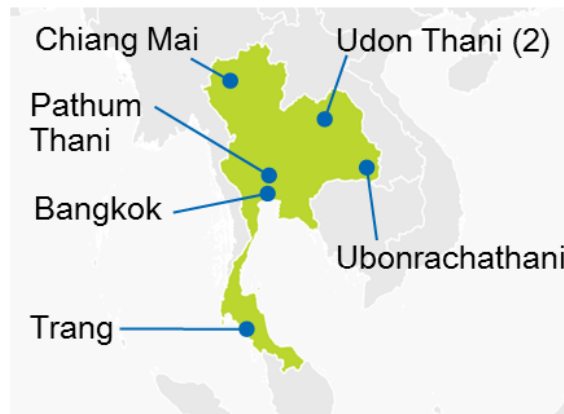 Chiang Mai
Udon Thani (2)
Pathum
Thani
Bangkok
Ubonrachathani
Trang